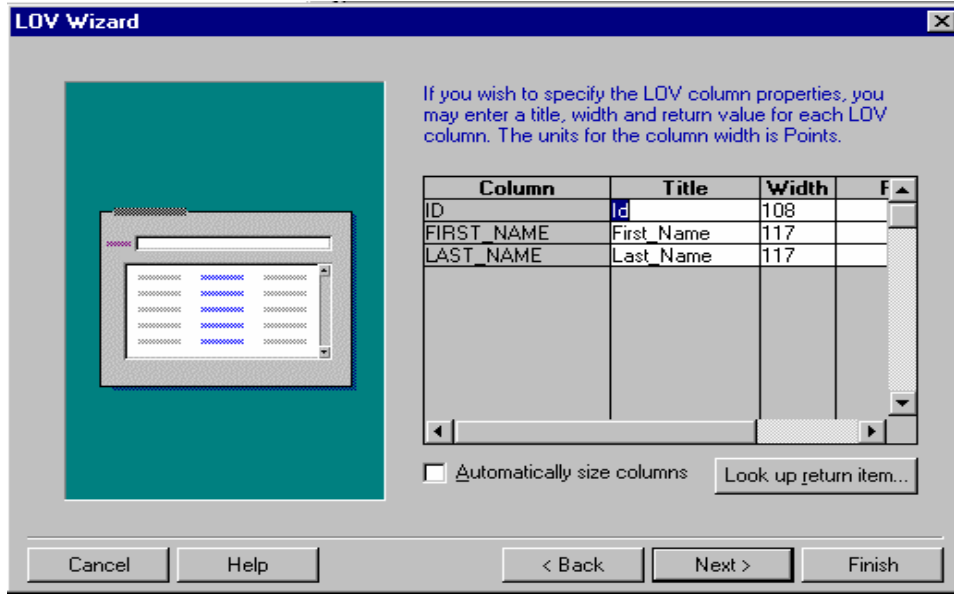 LOV Wizard
If you wish to specify the LOV column properties, you
may enter a title, width and return value for each LOV
column. The units for the column width is Points.
Column Title Width
ID Id 108
FIRST_NAME First_Name 117
LAST_NAME Last_Name 117
Automatically size columns Look up return item...
Cancel Help < Back Next > Finish